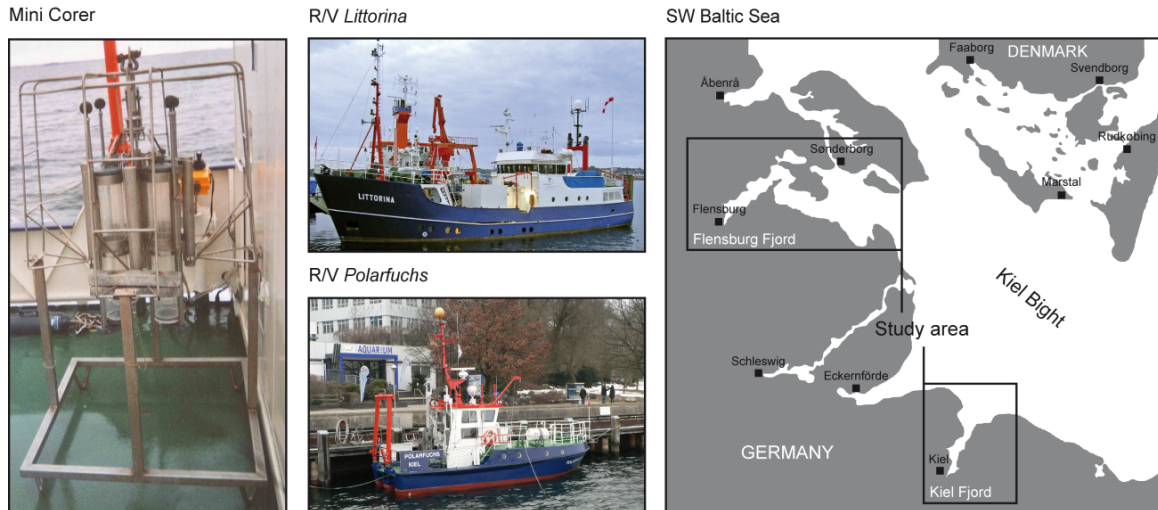 Mini Corer
R/V Littorina
LITTORINA
R/V Polarfuchs
AQUARIUM
POLARFUCHS
KIEL
SW Baltic Sea
Faaborg
DENMARK
Svendborg
Åbenrå
Rudkøbing
Sønderborg
Marstal
Flensburg
Flensburg Fjord
Kiel Bight
Study area
Schleswig
Eckernförde
GERMANY
Kiel
Kiel Fjord